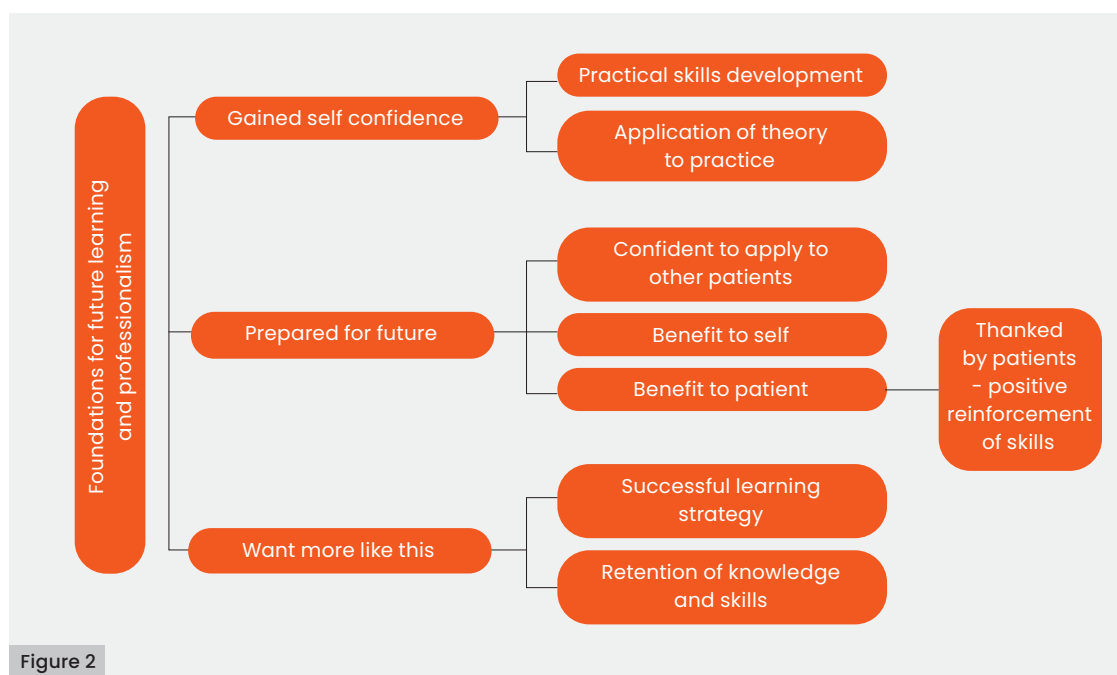 Foundations for future learning
and professionalism
Gained self confidence
Practical skills development
Application of theory
to practice
Prepared for future
Confident to apply to
other patients
Benefit to self
Benefit to patient
Thanked
by patients
- positive
reinforcement
of skills
Want more like this
Successful learning
strategy
Retention of knowledge
and skills
Figure 2